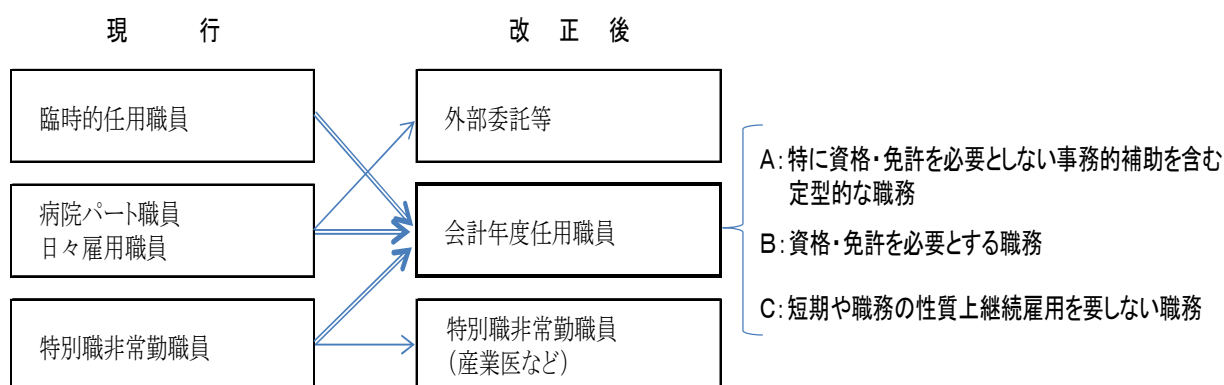 現　行
改　正　後
臨時的任用職員
外部委託等
病院パート職員
日々雇用職員
会計年度任用職員
特別職非常勤職員
特別職非常勤職員
（産業医など）
A：特に資格・免許を必要としない事務的補助を含む
定型的な職務
B：資格・免許を必要とする職務
C：短期や職務の性質上継続雇用を要しない職務